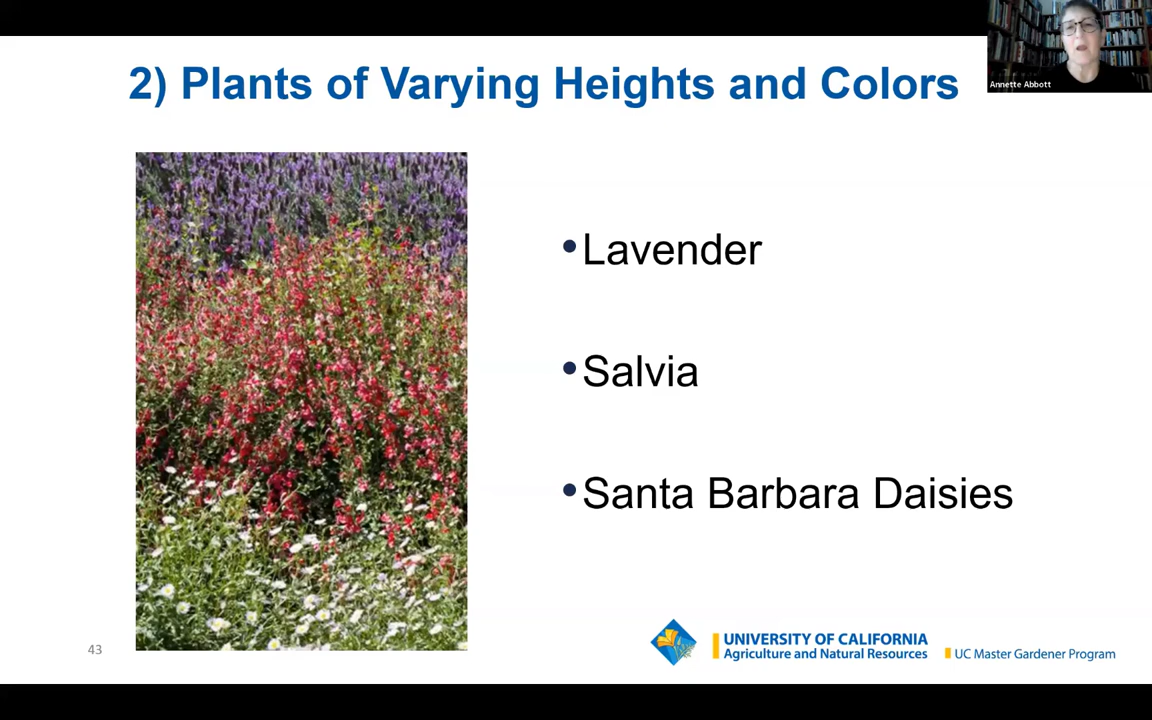 2) Plants of Varying Heights and Colors
Annette Abbott
•Lavender
•Salvia
•Santa Barbara Daisies
43
UNIVERSITY OF CALIFORNIA
Agriculture and Natural Resources
UC Master Gardener Program